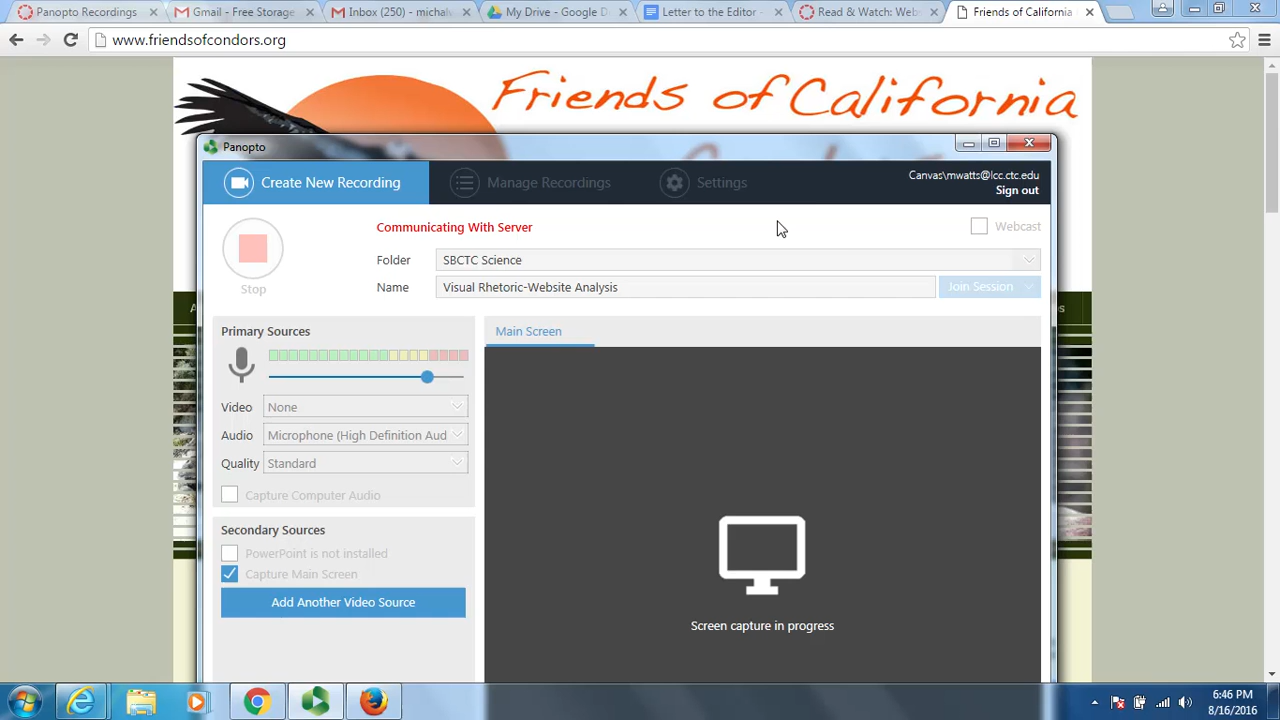 Panopto Recordings
Gmail - Free Storage
Inbox (250) - michalv
My Drive - Google D
Letter to the Editor -
Read & Watch: Web
Friends of California
www.friendsofcondors.org
Friends of California
Panopto
Create New Recording
Manage Recordings
Settings
Canvas\mwatts@lcc.ctc.edu
Sign out
Communicating With Server
Webcast
Folder
SBCTC Science
Stop
Name
Visual Rhetoric-Website Analysis
Join Session
Primary Sources
Main Screen
Video
None
Audio
Microphone (High Definition Aud
Quality
Standard
Capture Computer Audio
Secondary Sources
PowerPoint is not installed
Capture Main Screen
Add Another Video Source
Screen capture in progress
6:46 PM
8/16/2016